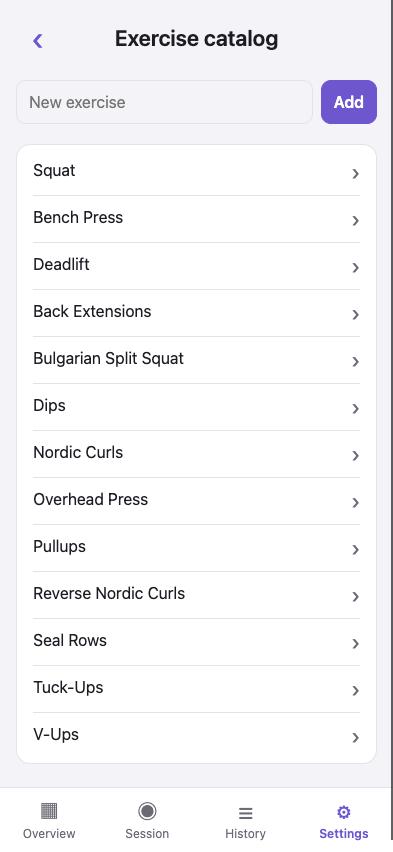 Exercise catalog
New exercise
Add
Squat
Bench Press
Deadlift
Back Extensions
Bulgarian Split Squat
Dips
Nordic Curls
Overhead Press
Pullups
Reverse Nordic Curls
Seal Rows
Tuck-Ups
V-Ups
Overview
Session
History
Settings